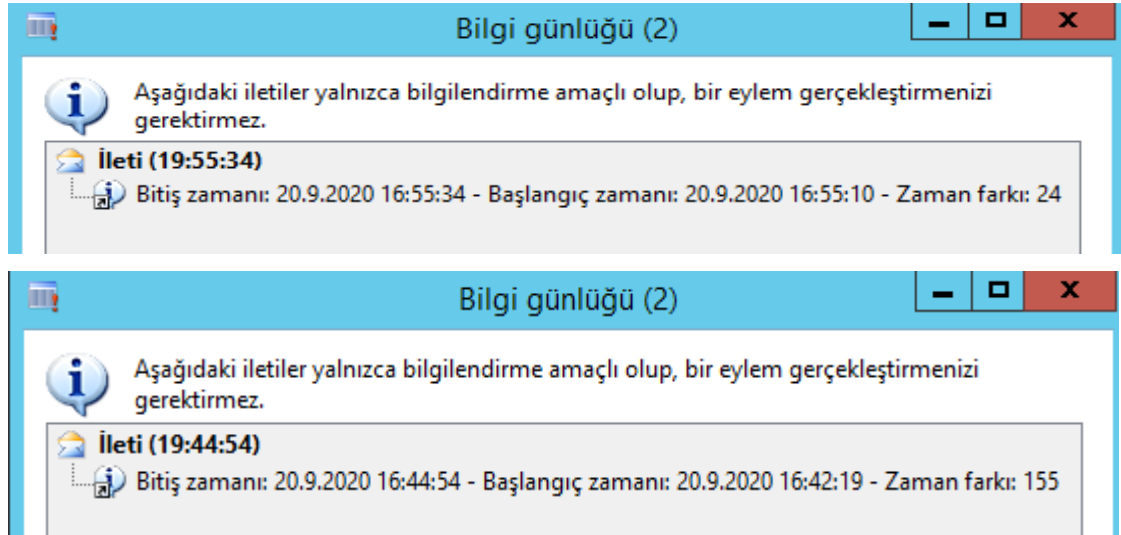 Bilgi günlüğü (2)
Aşağıdaki iletiler yalnızca bilgilendirme amaçlı olup, bir eylem gerçekleştirmenizi
gerektirmez.
İleti (19:55:34)
Bitiş zamanı: 20.9.2020 16:55:34 - Başlangıç zamanı: 20.9.2020 16:55:10 - Zaman farkı: 24
Bilgi günlüğü (2)
Aşağıdaki iletiler yalnızca bilgilendirme amaçlı olup, bir eylem gerçekleştirmenizi
gerektirmez.
İleti (19:44:54)
Bitiş zamanı: 20.9.2020 16:44:54 - Başlangıç zamanı: 20.9.2020 16:42:19 - Zaman farkı: 155